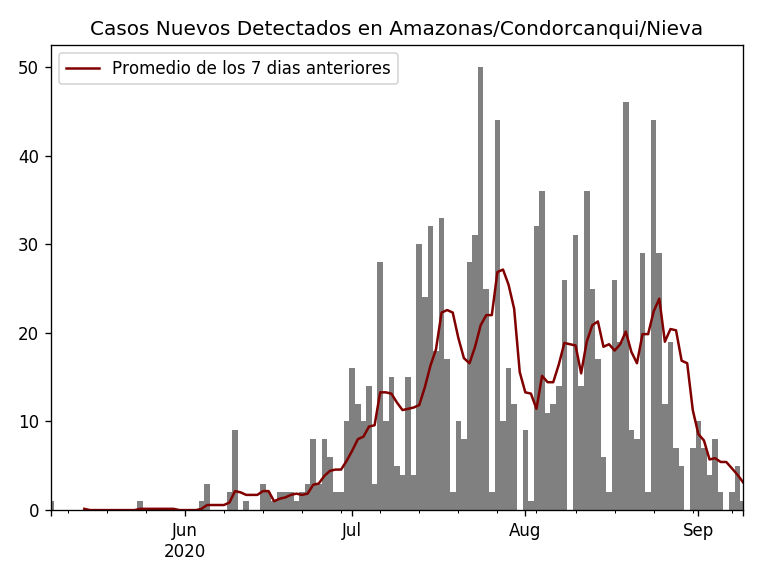 Casos Nuevos Detectados en Amazonas/Condorcanqui/Nieva
Promedio de los 7 dias anteriores
50
40
30
20
10
0
Jun
2020
Jul
Aug
Sep